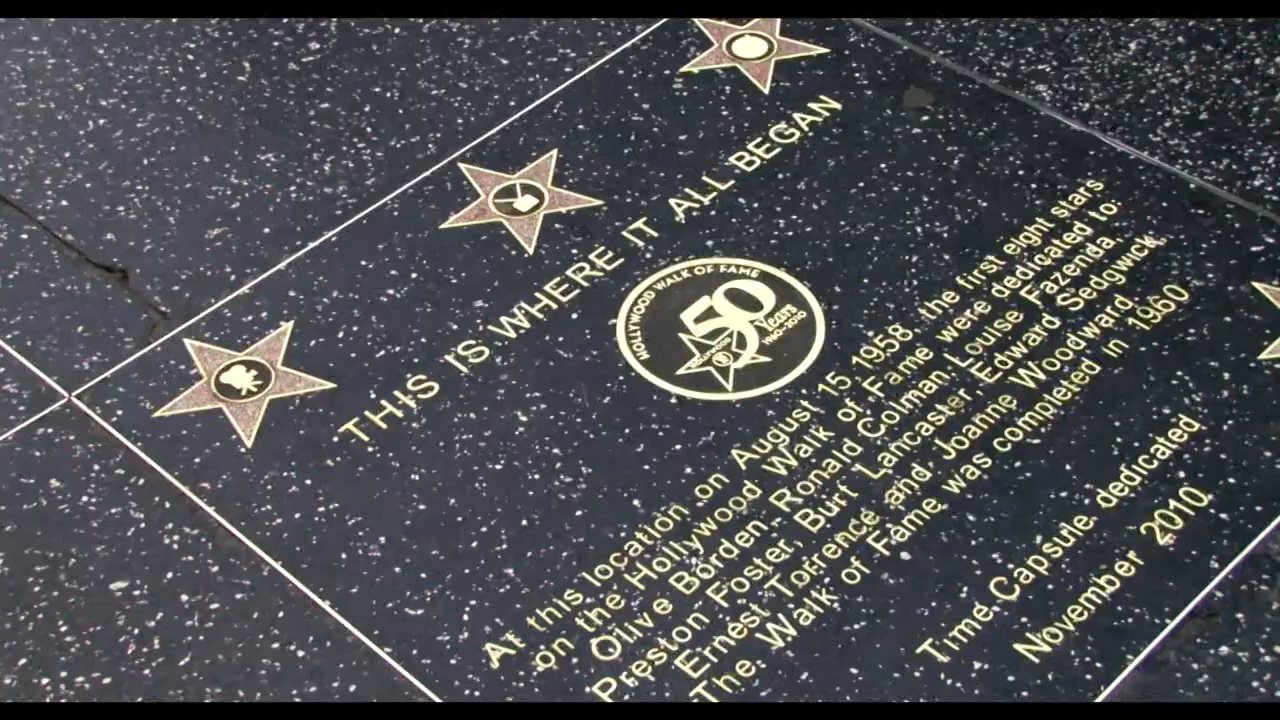 THIS IS WHERE IT ALL BEGAN
HOLLYWOOD WALK OF FAME
50
Years
1960-2010
HOLLYWOOD
At this location on August 15, 1958, the first eight stars
on the Hollywood Walk of Fame were dedicated to:
Olive Borden, Ronald Colman, Louise Fazenda,
Preston Foster, Burt Lancaster, Edward Sedgwick,
Ernest Torrence and Joanne Woodward.
The Walk of Fame was completed in 1960
Time Capsule dedicated
November 2010.